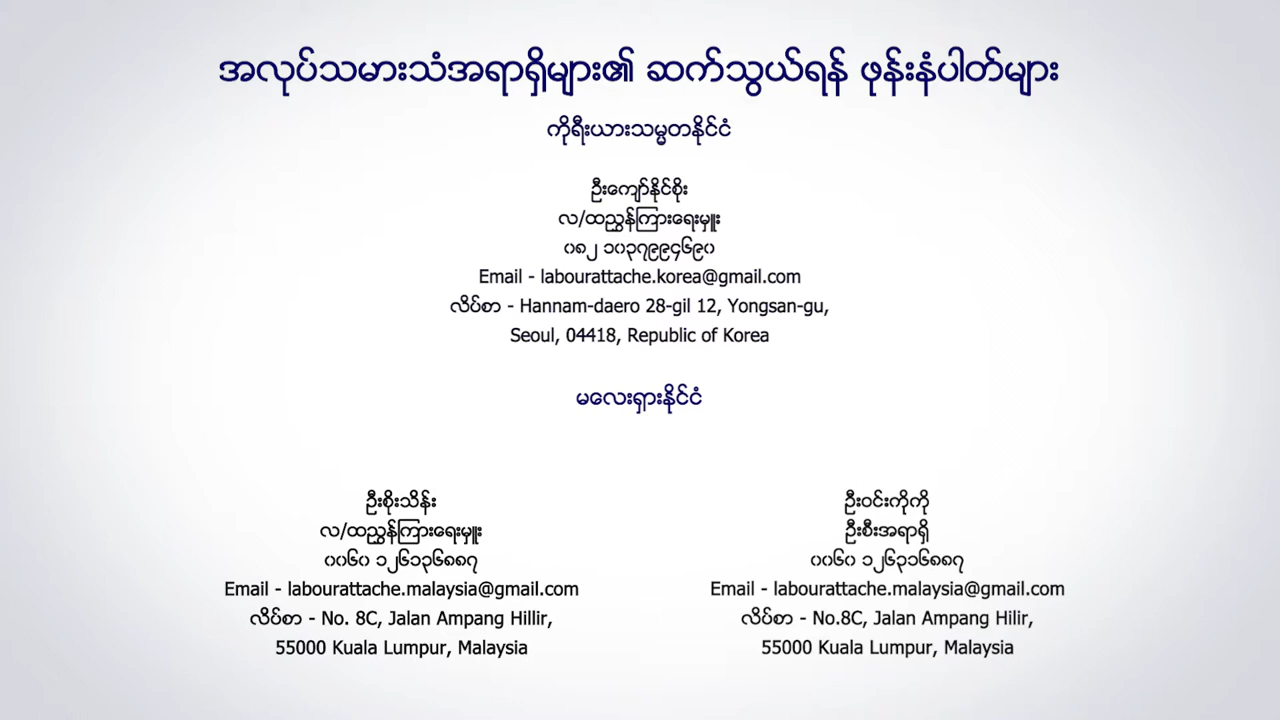 အလုပ်သမားသံအရာရှိများ၏ ဆက်သွယ်ရန် ဖုန်းနံပါတ်များ
ကိုရီးယားသမ္မတနိုင်ငံ
ဦးကျော်နိုင်စိုး
လ/ထညွှန်ကြားရေးမှူး
၀၈၂ ၁၀၃၇၉၉၄၆၉၀
Email - labourattache.korea@gmail.com
လိပ်စာ - Hannam-daero 28-gil 12, Yongsan-gu,
Seoul, 04418, Republic of Korea
မလေးရှားနိုင်ငံ
ဦးစိုးသိန်း
လ/ထညွှန်ကြားရေးမှူး
၀၀၆၀ ၁၂၆၁၃၆၈၈၇
Email - labourattache.malaysia@gmail.com
လိပ်စာ - No. 8C, Jalan Ampang Hillir,
55000 Kuala Lumpur, Malaysia
ဦးဝင်းကိုကို
ဦးစီးအရာရှိ
၀၀၆၀ ၁၂၆၃၁၆၈၈၇
Email - labourattache.malaysia@gmail.com
လိပ်စာ - No.8C, Jalan Ampang Hilir,
55000 Kuala Lumpur, Malaysia